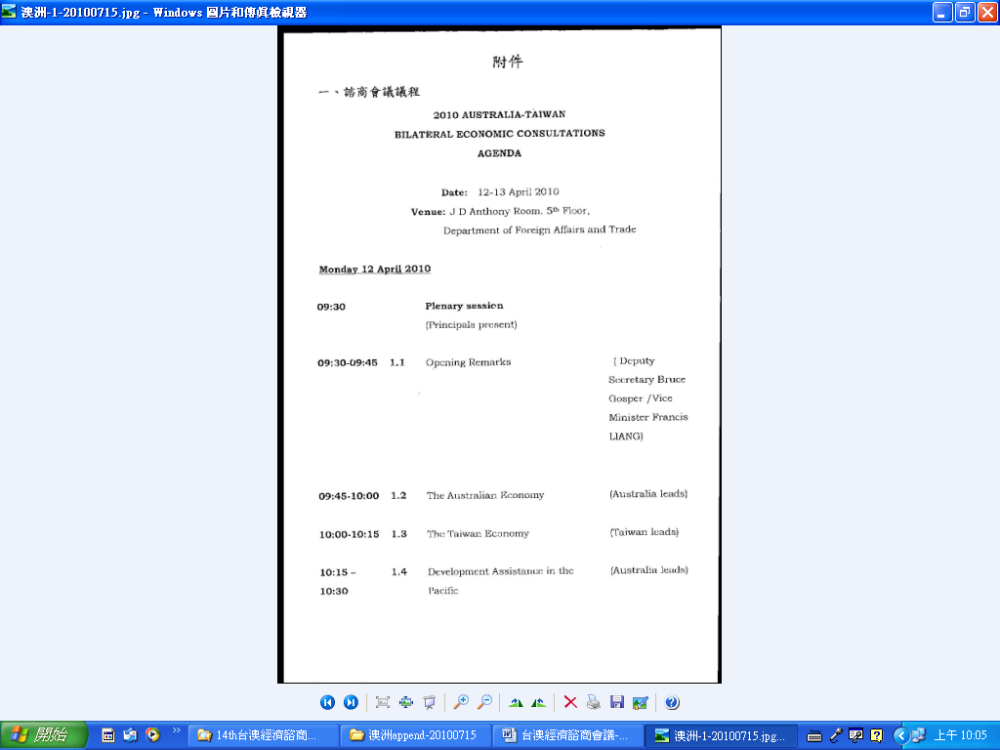 澳洲-1-20100715.jpg - Windows 圖片和傳真檢視器
附件
一、諮商會議議程
2010 AUSTRALIA-TAIWAN
BILATERAL ECONOMIC CONSULTATIONS
AGENDA
Date: 12-13 April 2010
Venue: J D Anthony Room. 5th Floor,
Department of Foreign Affairs and Trade
Monday 12 April 2010
09:30 Plenary session
(Principals present)
09:30-09:45 1.1 Opening Remarks ( Deputy
Secretary Bruce
Gosper /Vice
Minister Francis
LIANG)
09:45-10:00 1.2 The Australian Economy (Australia leads)
10:00-10:15 1.3 The Taiwan Economy (Taiwan leads)
10:15 – 1.4 Development Assistance in the (Australia leads)
10:30 Pacific
開始 14th台澳經濟諮商... 澳洲append-20100715 台澳經濟諮商會議-... 澳洲-1-20100715.jpg... 上午 10:05